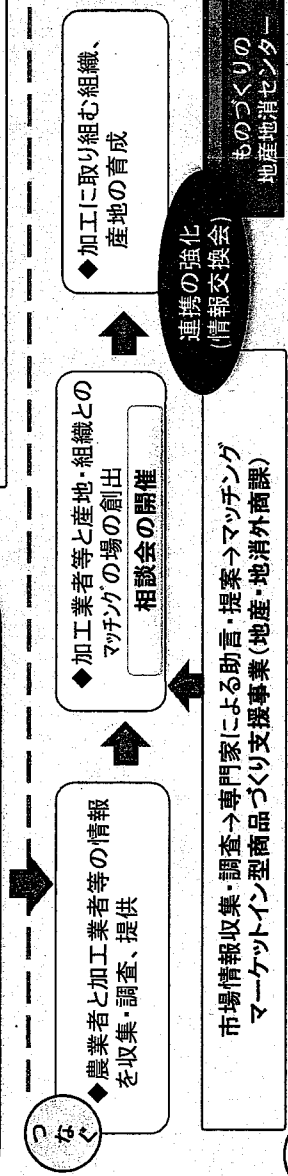 つなぐ
◆農業者と加工業者等の情報
を収集・調査、提供
◆加工業者等と産地・組織との
マッチングの場の創出
相談会の開催
◆加工に取り組む組織、
産地の育成
連携の強化
(情報交換会)
ものづくりの
地産地消センター
市場情報収集・調査→専門家による助言・提案→マッチング
マーケットイン型商品づくり支援事業(地産・地消外商課)